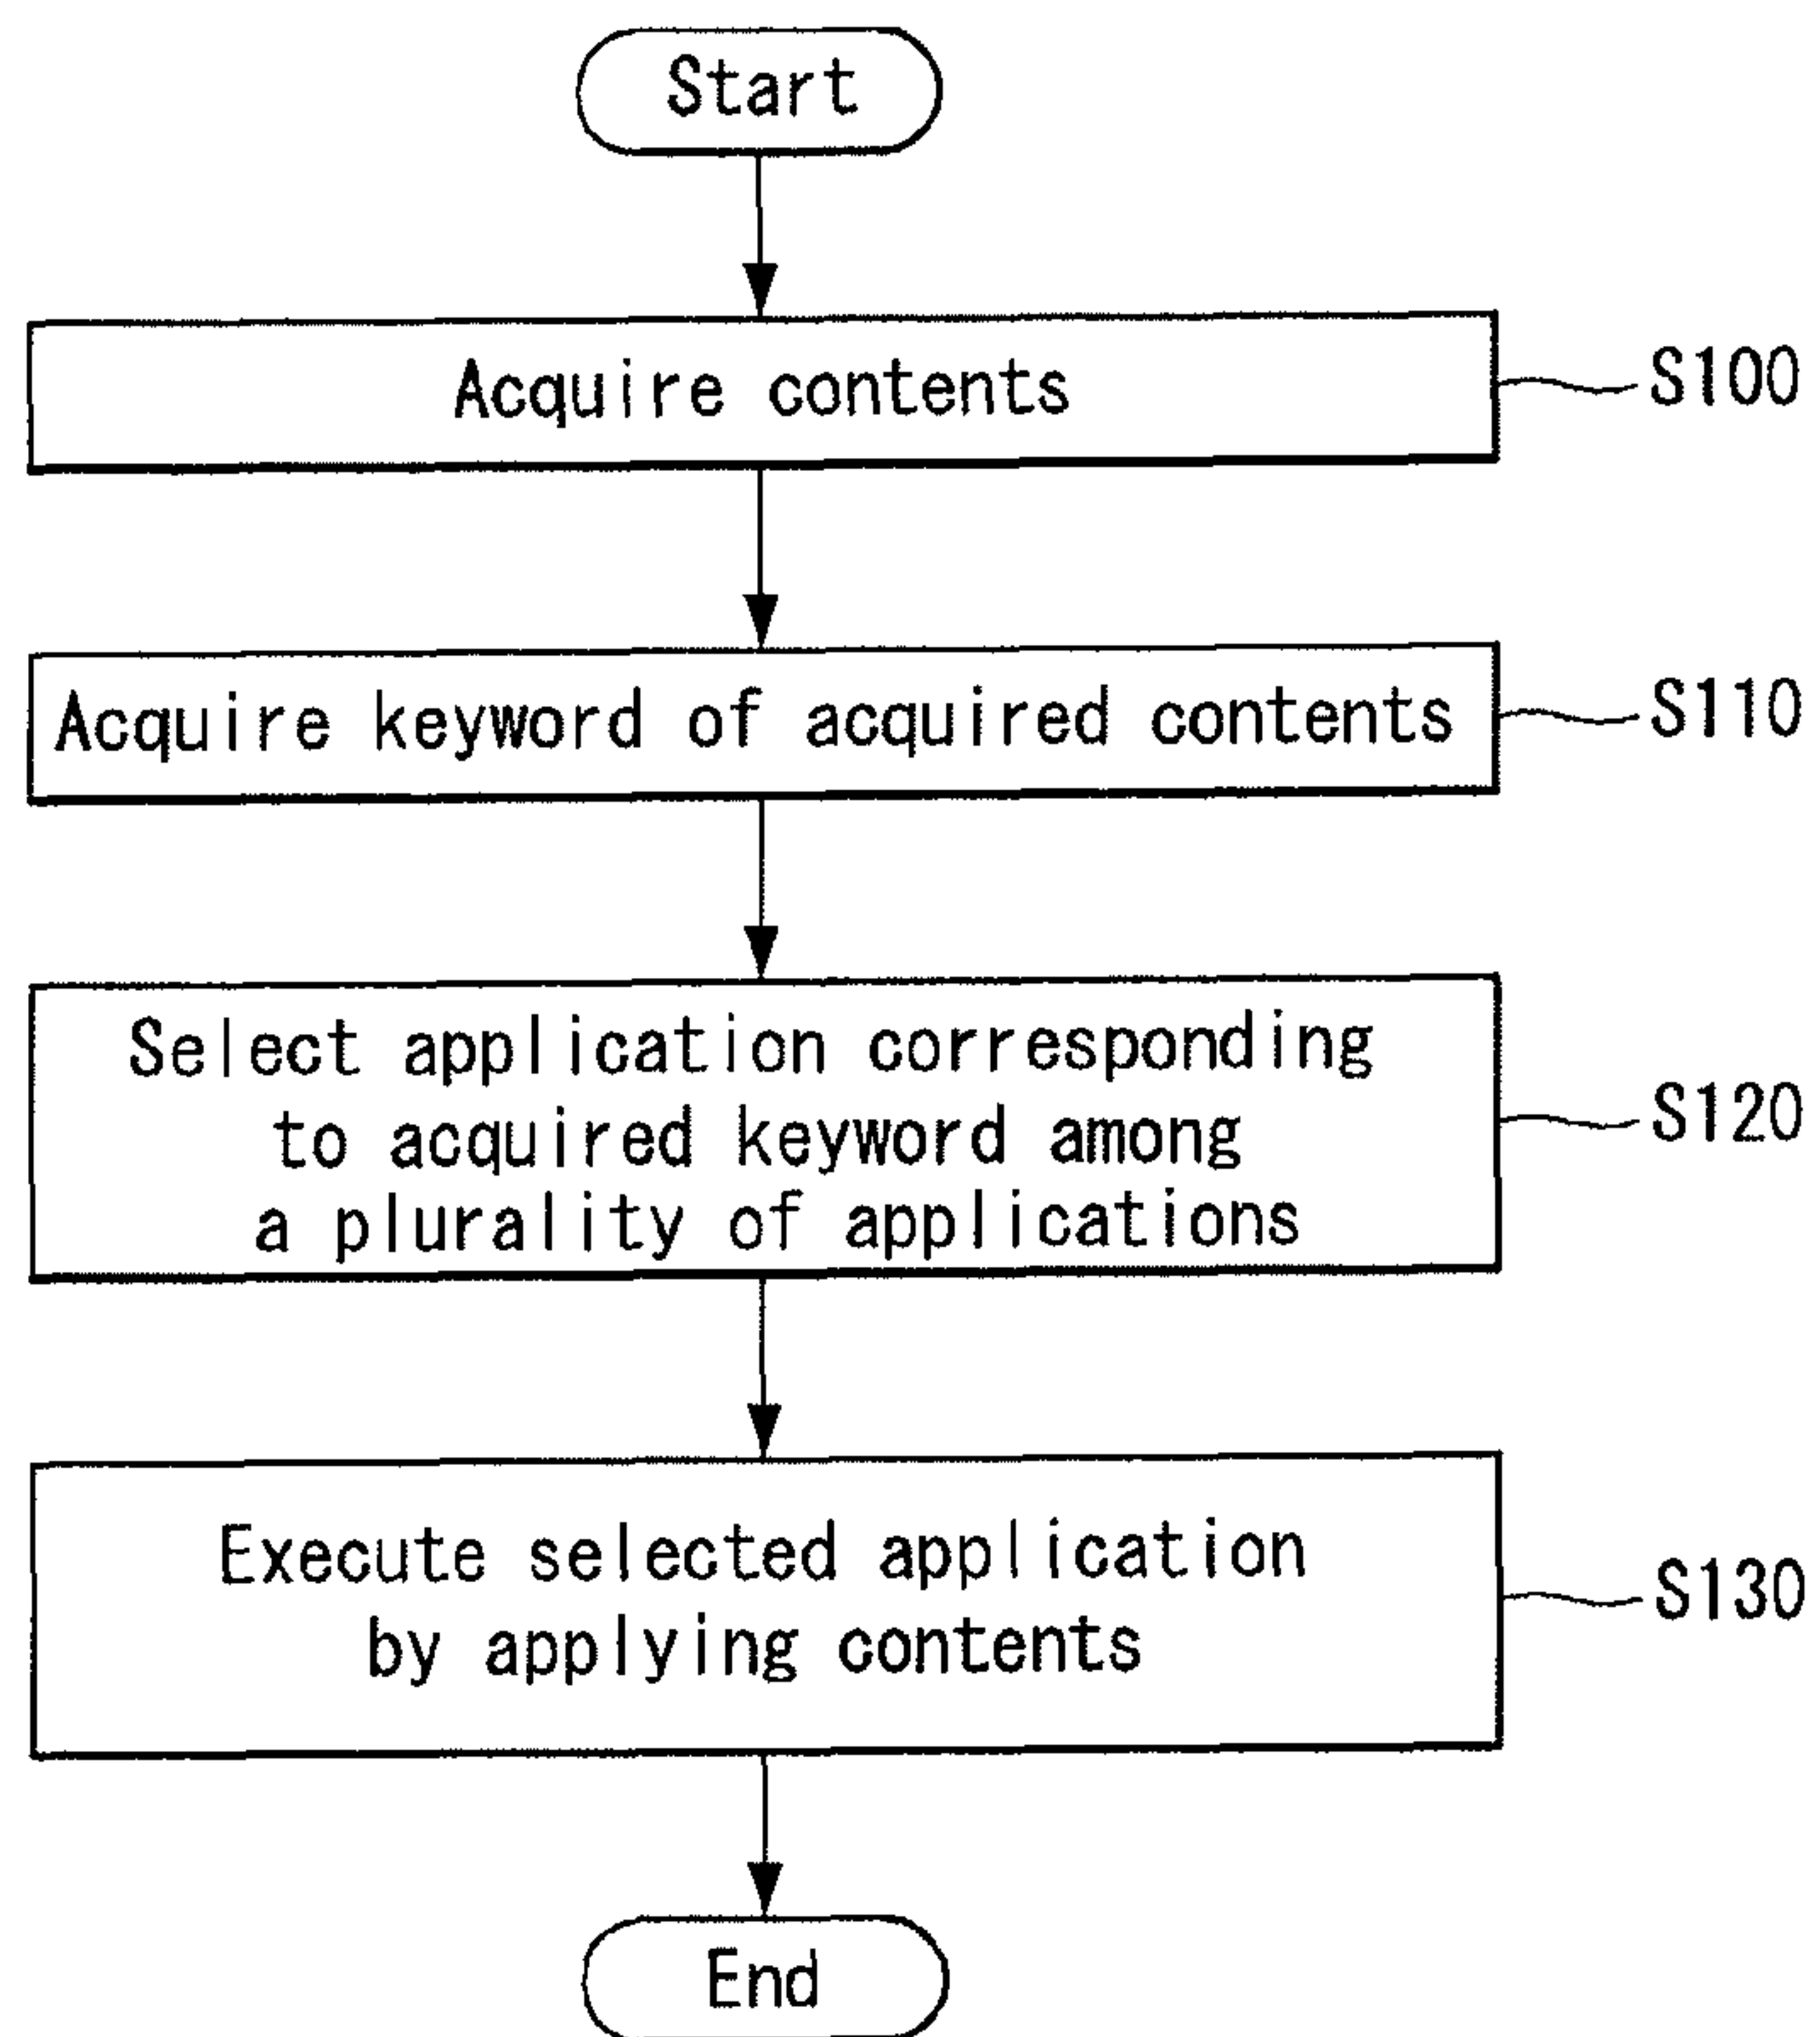 Start
Acquire contents
S100
Acquire keyword of acquired contents
S110
Select application corresponding
to acquired keyword among
a plurality of applications
S120
Execute selected application
by applying contents
S130
End